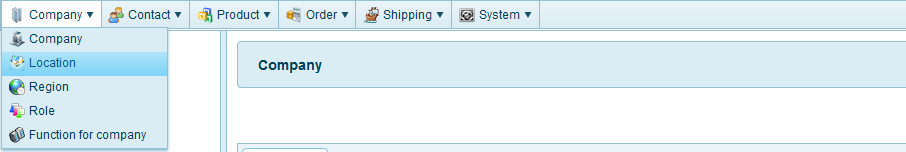 Company Contact Product Order Shipping System
Company
Location
Region
Role
Function for company
Company